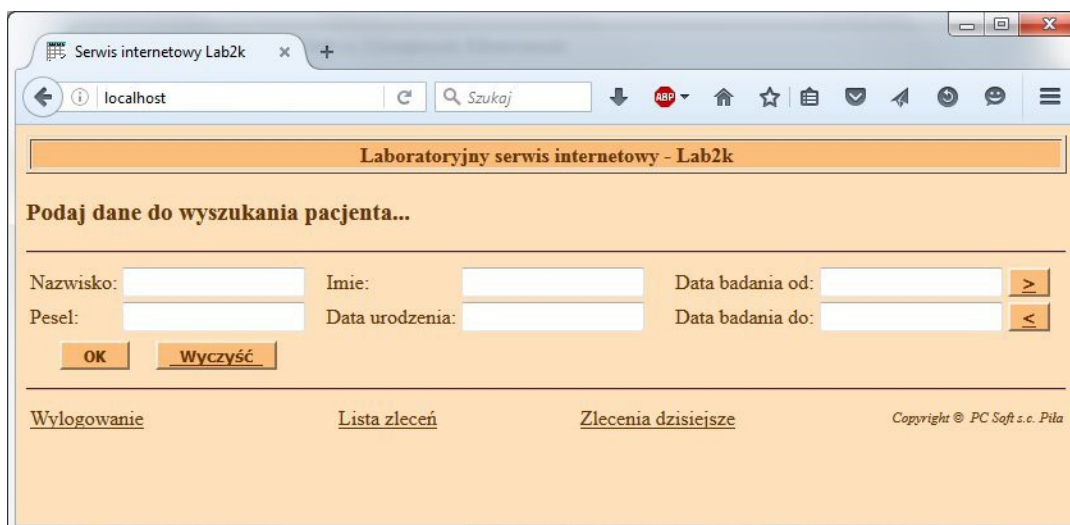 Serwis internetowy Lab2k
localhost
Szukaj
ABP
Laboratoryjny serwis internetowy - Lab2k
Podaj dane do wyszukania pacjenta...
Nazwisko: Imie: Data badania od: >
Pesel: Data urodzenia: Data badania do: <
OK Wyczyść
Wylogowanie Lista zleceń Zlecenia dzisiejsze Copyright © PC Soft s.c. Piła